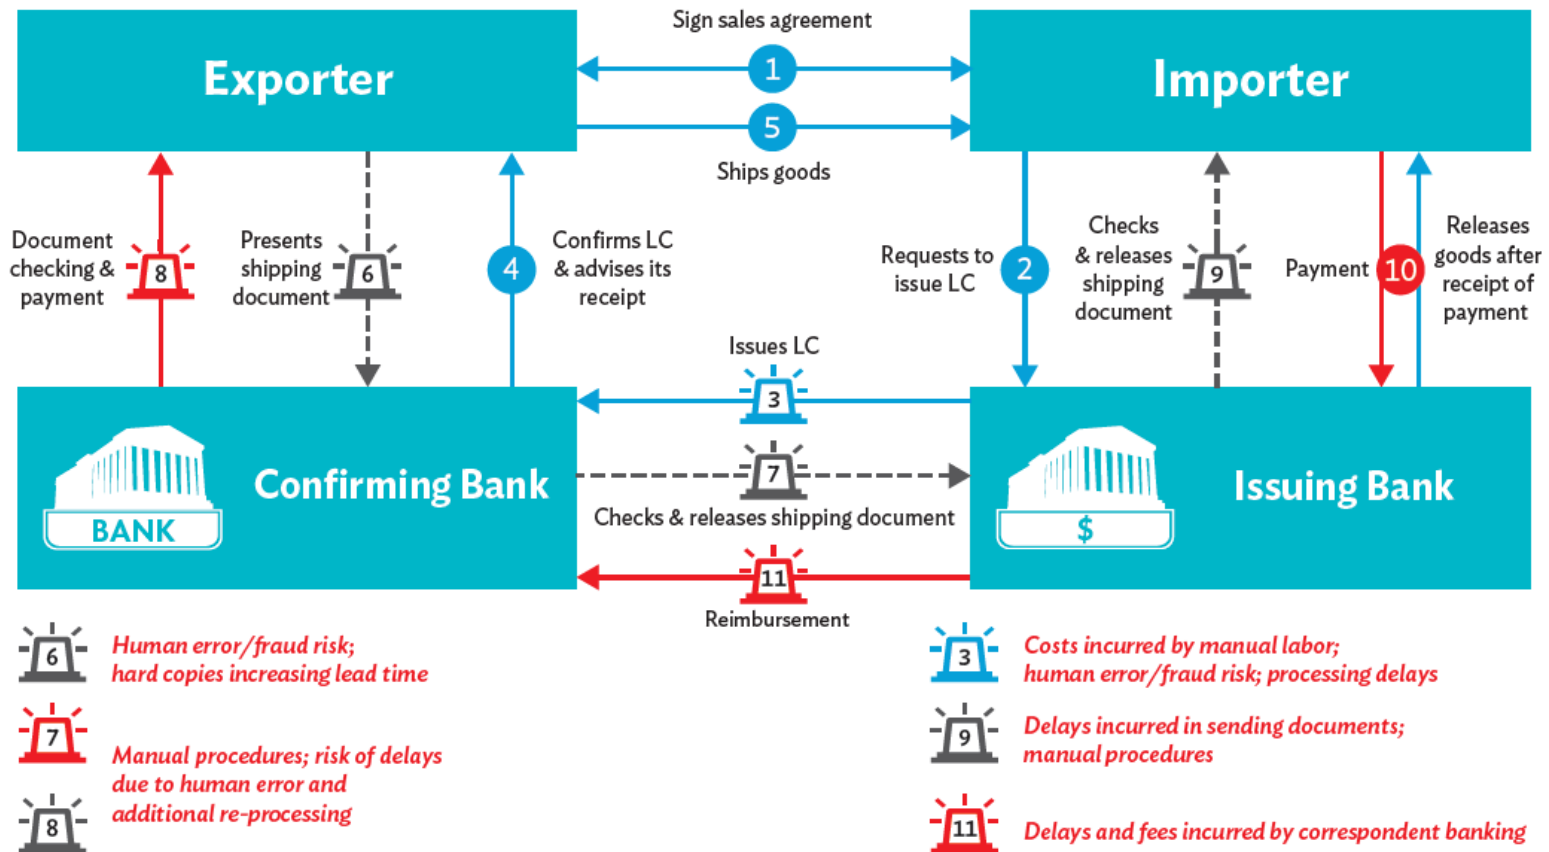 Sign sales agreement
Exporter
1
Importer
5
Ships goods
Document
checking &
payment
8
Presents
shipping
document
6
4
Confirms LC
& advises its
receipt
Requests to
issue LC
2
Checks
& releases
shipping
document
9
Payment
10
Releases
goods after
receipt of
payment
Issues LC
3
BANK
Confirming Bank
7
Checks & releases shipping document
$
Issuing Bank
11
Reimbursement
6
Human error/fraud risk;
hard copies increasing lead time
7
8
Manual procedures; risk of delays
due to human error and
additional re-processing
3
Costs incurred by manual labor;
human error/fraud risk; processing delays
9
Delays incurred in sending documents;
manual procedures
11
Delays and fees incurred by correspondent banking